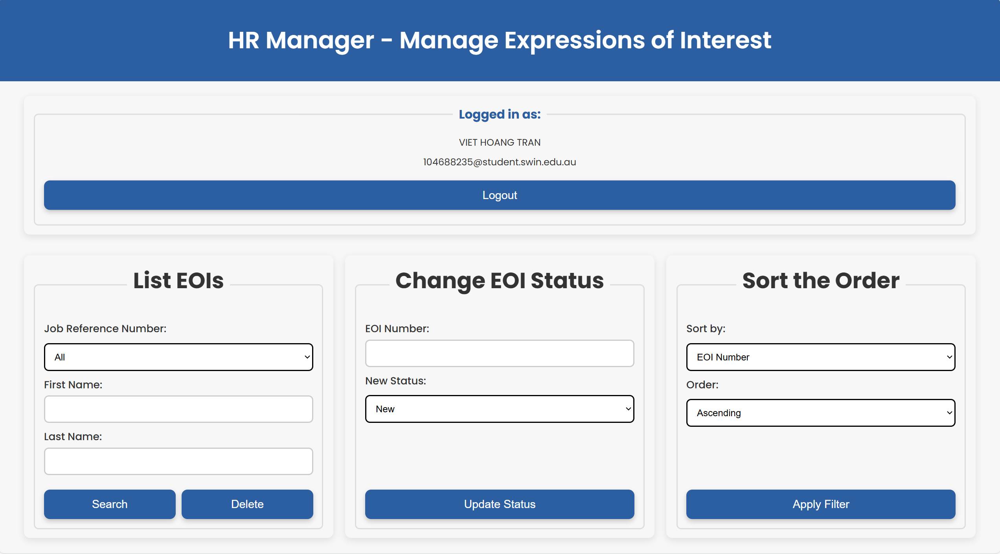 HR Manager - Manage Expressions of Interest
Logged in as:
VIET HOANG TRAN
104688235@student.swin.edu.au
Logout
List EOIs
Job Reference Number:
All
First Name:
Last Name:
Search
Delete
Change EOI Status
EOI Number:
New Status:
New
Update Status
Sort the Order
Sort by:
EOI Number
Order:
Ascending
Apply Filter